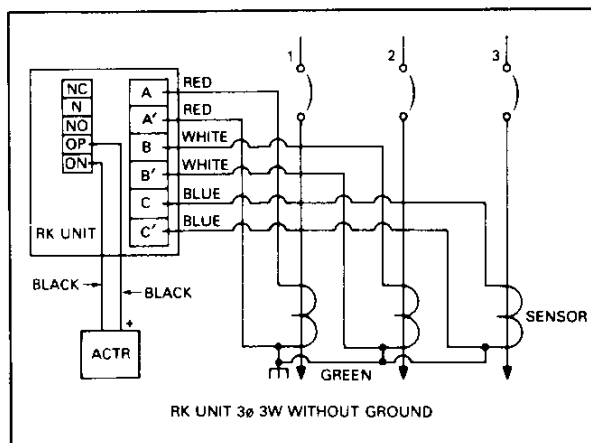 1
2
3
RK UNIT
NC
N
NO
OP
ON
A
A'
B
B'
C
C'
RED
RED
WHITE
WHITE
BLUE
BLUE
BLACK
BLACK
+
ACTR
SENSOR
GREEN
RK UNIT 3ø 3W WITHOUT GROUND